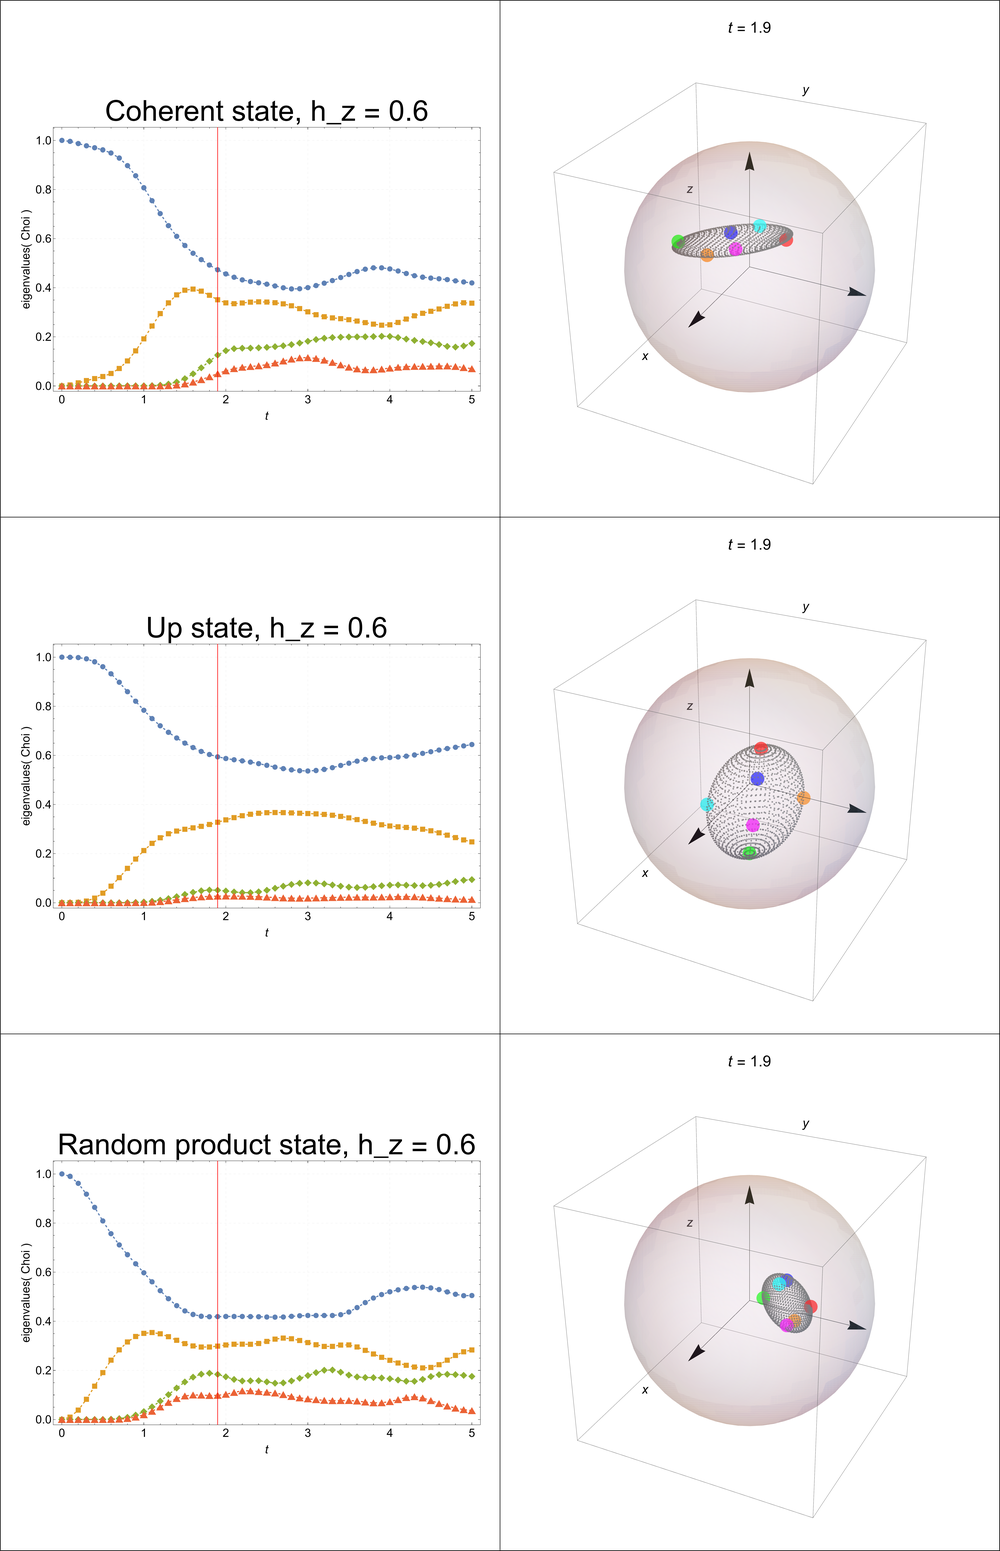 Coherent state, h_z = 0.6
eigenvalues( Choi )
1.0
0.8
0.6
0.4
0.2
0.0
0 1 2 3 4 5
t
t = 1.9
y
z
x
Up state, h_z = 0.6
eigenvalues( Choi )
1.0
0.8
0.6
0.4
0.2
0.0
0 1 2 3 4 5
t
t = 1.9
y
z
x
Random product state, h_z = 0.6
eigenvalues( Choi )
1.0
0.8
0.6
0.4
0.2
0.0
0 1 2 3 4 5
t
t = 1.9
y
z
x